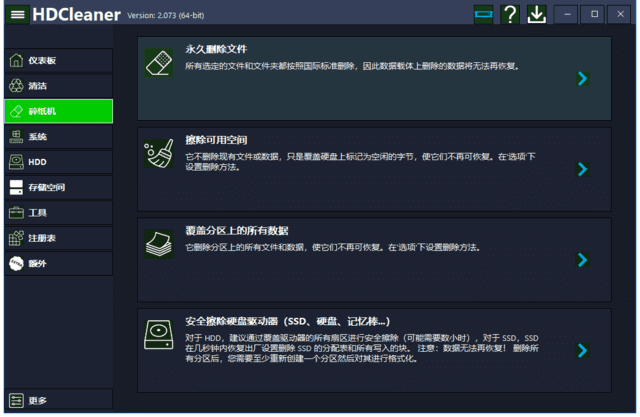 HDCleaner Version: 2.073 (64-bit)
仪表板
清洁
碎纸机
系统
HDD
存储空间
工具
注册表
额外
更多
永久删除文件
所有选定的文件和文件夹都按照国际标准删除，因此数据载体上删除的数据将无法再恢复。
擦除可用空间
它不删除现有文件或数据，只是覆盖硬盘上标记为空闲的字节，使它们不再可恢复。在'选项'下
设置删除方法。
覆盖分区上的所有数据
它删除分区上的所有文件和数据，使它们不再可恢复。在'选项'下设置删除方法。
安全擦除硬盘驱动器（SSD、硬盘、记忆棒...）
对于 HDD，建议通过覆盖驱动器的所有扇区进行安全擦除（可能需要数小时），对于 SSD，SSD
在几秒钟内恢复出厂设置删除 SSD 的分配表和所有写入的块。 注意：数据无法再恢复！ 删除所
有分区后，您需要至少重新创建一个分区然后对其进行格式化。